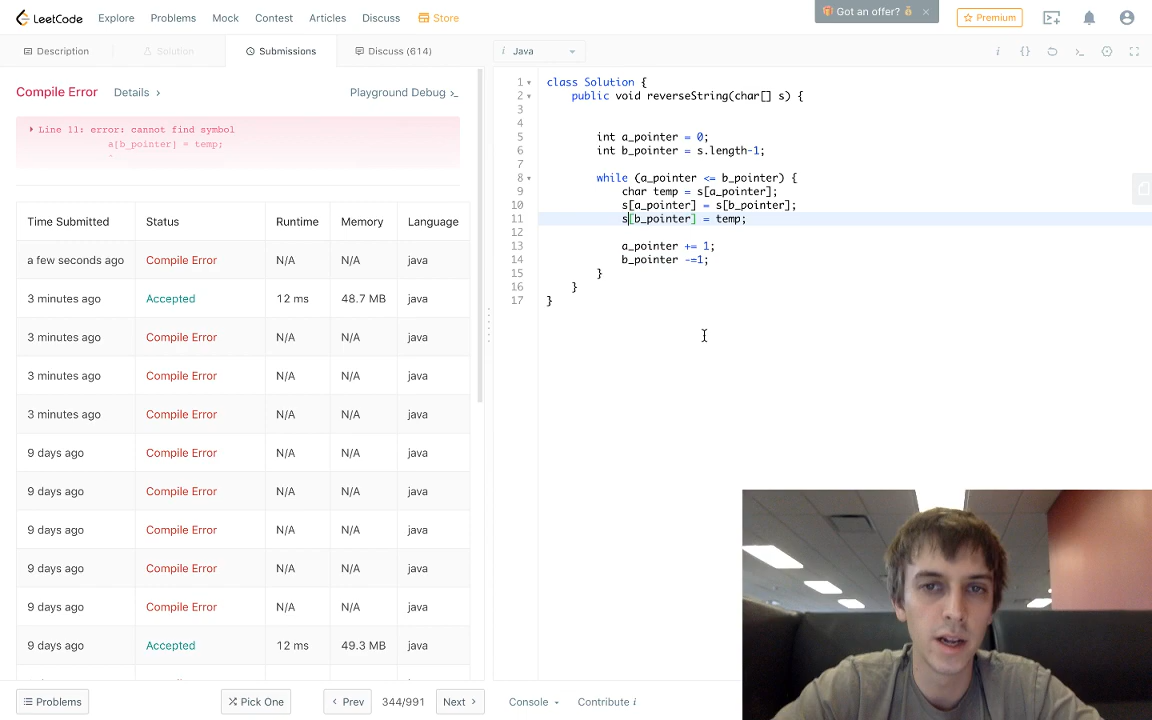 LeetCode Explore Problems Mock Contest Articles Discuss Store Got an offer? × Premium
Description Solution Submissions Discuss (614) i Java
Compile Error Details › Playground Debug >_
Line 11: error: cannot find symbol
a[b_pointer] = temp;
^
Time Submitted Status Runtime Memory Language
a few seconds ago Compile Error N/A N/A java
3 minutes ago Accepted 12 ms 48.7 MB java
3 minutes ago Compile Error N/A N/A java
3 minutes ago Compile Error N/A N/A java
3 minutes ago Compile Error N/A N/A java
9 days ago Compile Error N/A N/A java
9 days ago Compile Error N/A N/A java
9 days ago Compile Error N/A N/A java
9 days ago Compile Error N/A N/A java
9 days ago Compile Error N/A N/A java
9 days ago Accepted 12 ms 49.3 MB java
Problems Pick One ‹ Prev 344/991 Next ›
1 class Solution {
2 public void reverseString(char[] s) {
3
4
5 int a_pointer = 0;
6 int b_pointer = s.length-1;
7
8 while (a_pointer <= b_pointer) {
9 char temp = s[a_pointer];
10 s[a_pointer] = s[b_pointer];
11 s[b_pointer] = temp;
12
13 a_pointer += 1;
14 b_pointer -=1;
15 }
16 }
17 }
Console Contribute i